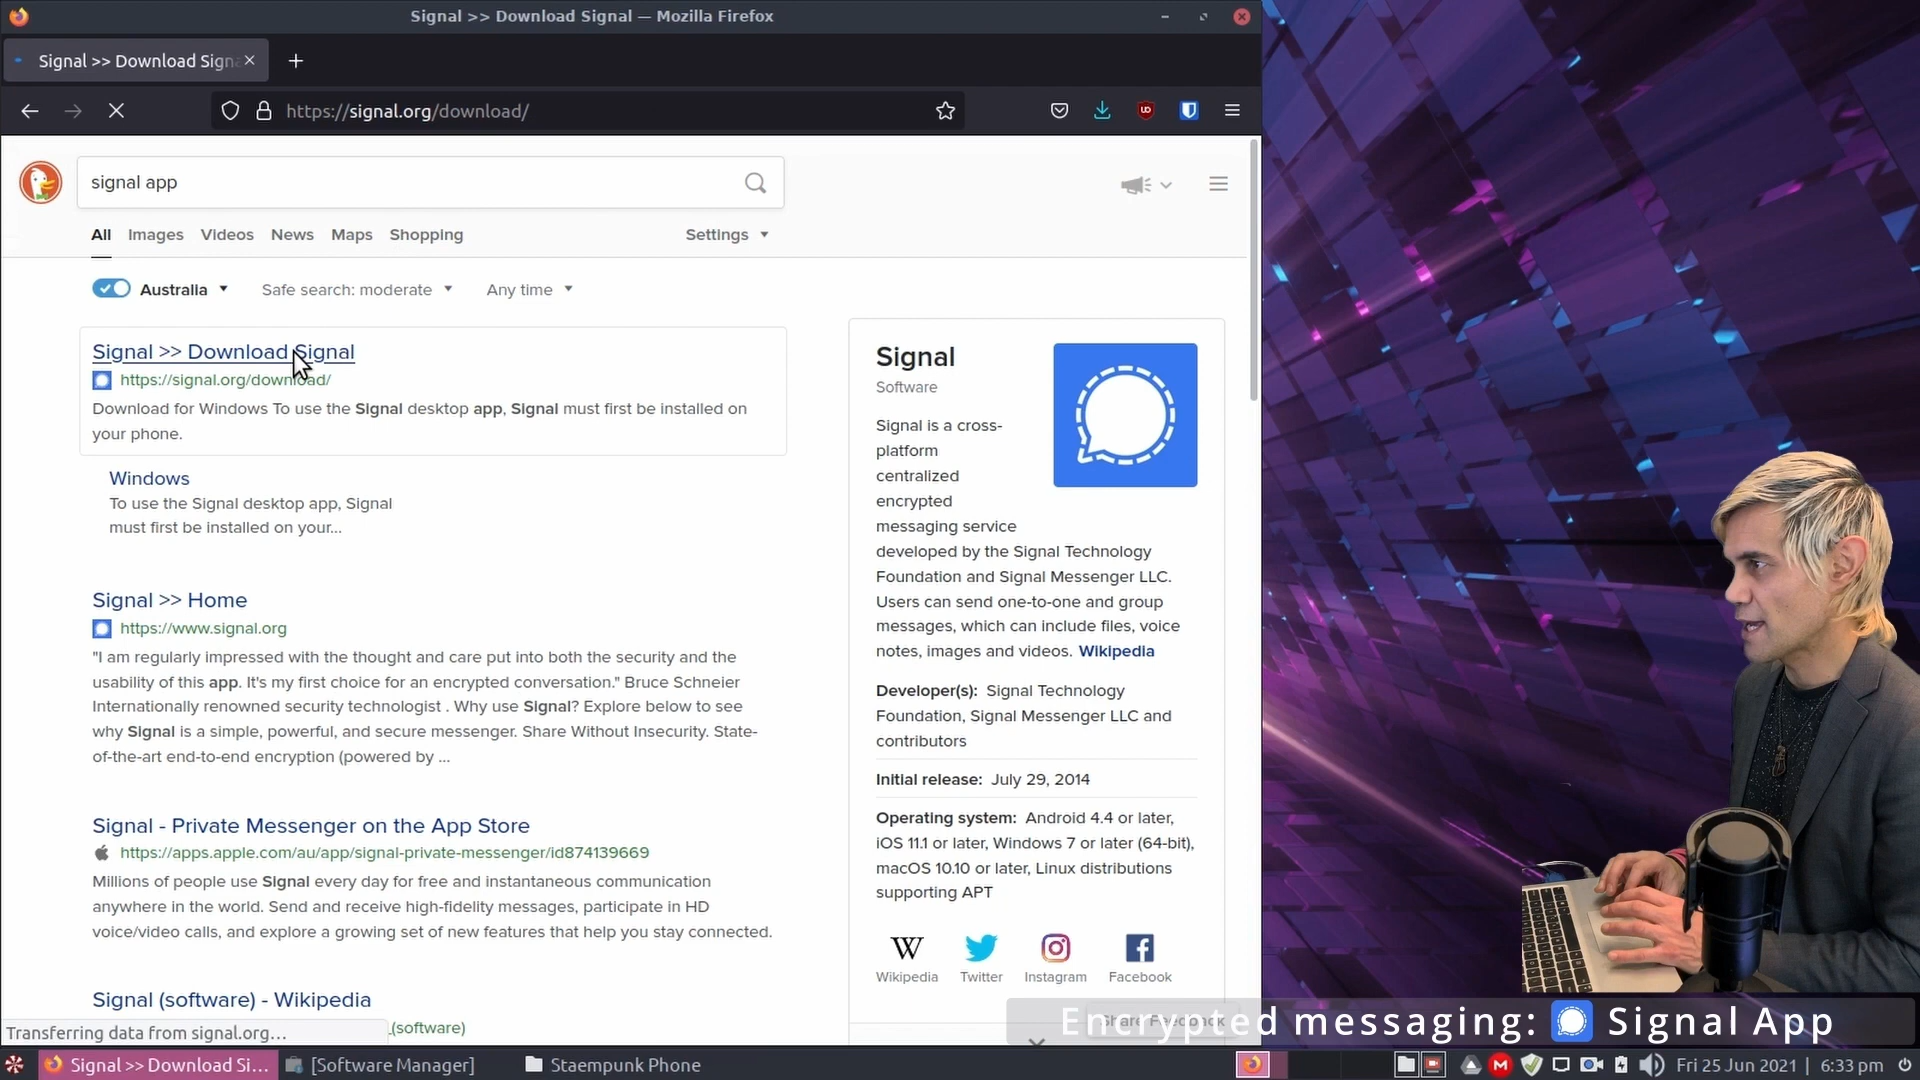 Signal >> Download Signal — Mozilla Firefox
Signal >> Download Signa
https://signal.org/download/
signal app
All Images Videos News Maps Shopping Settings
Australia Safe search: moderate Any time
Signal >> Download Signal
https://signal.org/download/
Download for Windows To use the Signal desktop app, Signal must first be installed on
your phone.
Windows
To use the Signal desktop app, Signal
must first be installed on your...
Signal >> Home
https://www.signal.org
"I am regularly impressed with the thought and care put into both the security and the
usability of this app. It's my first choice for an encrypted conversation." Bruce Schneier
Internationally renowned security technologist . Why use Signal? Explore below to see
why Signal is a simple, powerful, and secure messenger. Share Without Insecurity. State-
of-the-art end-to-end encryption (powered by ...
Signal - Private Messenger on the App Store
https://apps.apple.com/au/app/signal-private-messenger/id874139669
Millions of people use Signal every day for free and instantaneous communication
anywhere in the world. Send and receive high-fidelity messages, participate in HD
voice/video calls, and explore a growing set of new features that help you stay connected.
Signal (software) - Wikipedia
(software)
Transferring data from signal.org...
Signal
Software
Signal is a cross-
platform
centralized
encrypted
messaging service
developed by the Signal Technology
Foundation and Signal Messenger LLC.
Users can send one-to-one and group
messages, which can include files, voice
notes, images and videos. Wikipedia
Developer(s): Signal Technology
Foundation, Signal Messenger LLC and
contributors
Initial release: July 29, 2014
Operating system: Android 4.4 or later,
iOS 11.1 or later, Windows 7 or later (64-bit),
macOS 10.10 or later, Linux distributions
supporting APT
W
Wikipedia Twitter Instagram Facebook
Share Feedback
Encrypted messaging: Signal App
Signal >> Download Si... [Software Manager] Staempunk Phone Fri 25 Jun 2021 | 6:33 pm